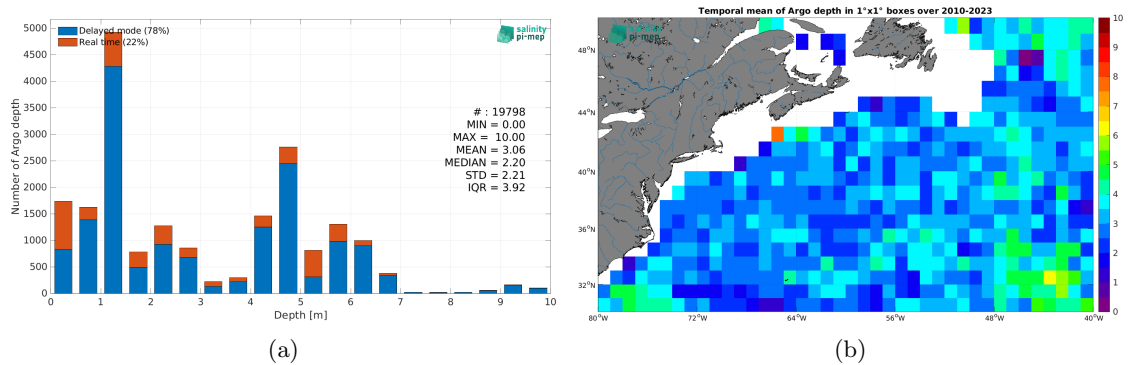 Delayed mode (78%)
Real time (22%)
salinity
pi-mep
# : 19798
MIN = 0.00
MAX = 10.00
MEAN = 3.06
MEDIAN = 2.20
STD = 2.21
IQR = 3.92
Number of Argo depth
5000
4500
4000
3500
3000
2500
2000
1500
1000
500
0
0 1 2 3 4 5 6 7 8 9 10
Depth [m]
(a)
Temporal mean of Argo depth in 1°x1° boxes over 2010-2023
salinity
pi-mep
48°N
44°N
40°N
36°N
32°N
80°W 72°W 64°W 56°W 48°W 40°W
10
9
8
7
6
5
4
3
2
1
0
(b)